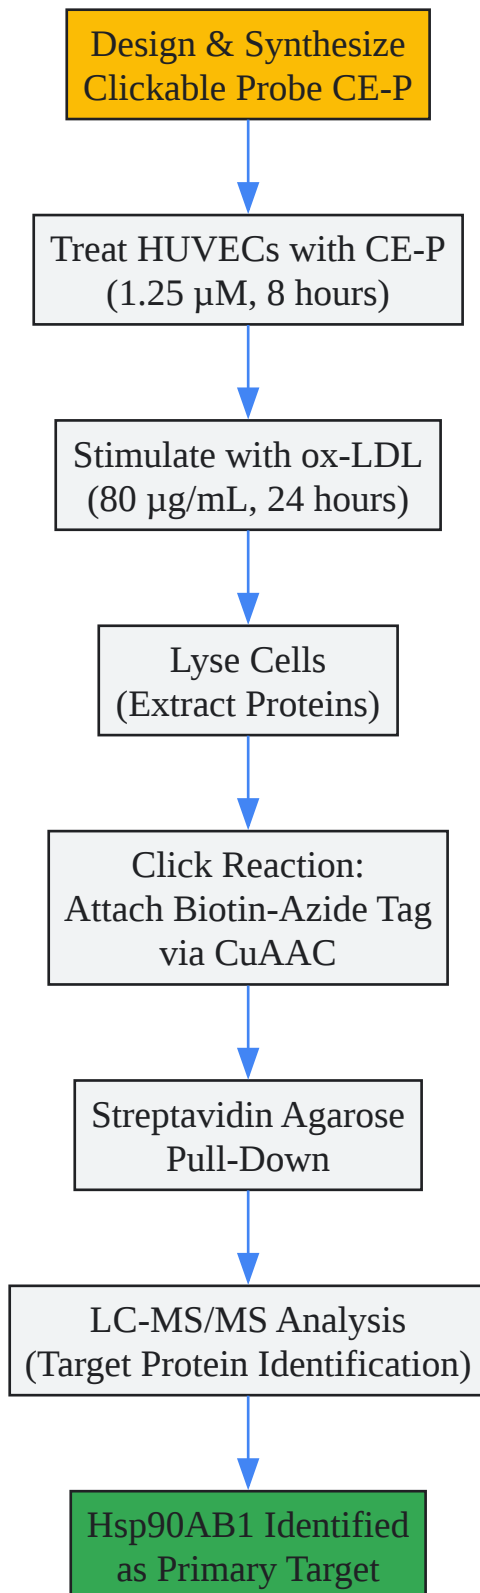 Design & Synthesize
Clickable Probe CE-P
Treat HUVECs with CE-P
(1.25 µM, 8 hours)
Stimulate with ox-LDL
(80 µg/mL, 24 hours)
Lyse Cells
(Extract Proteins)
Click Reaction:
Attach Biotin-Azide Tag
via CuAAC
Streptavidin Agarose
Pull-Down
LC-MS/MS Analysis
(Target Protein Identification)
Hsp90AB1 Identified
as Primary Target